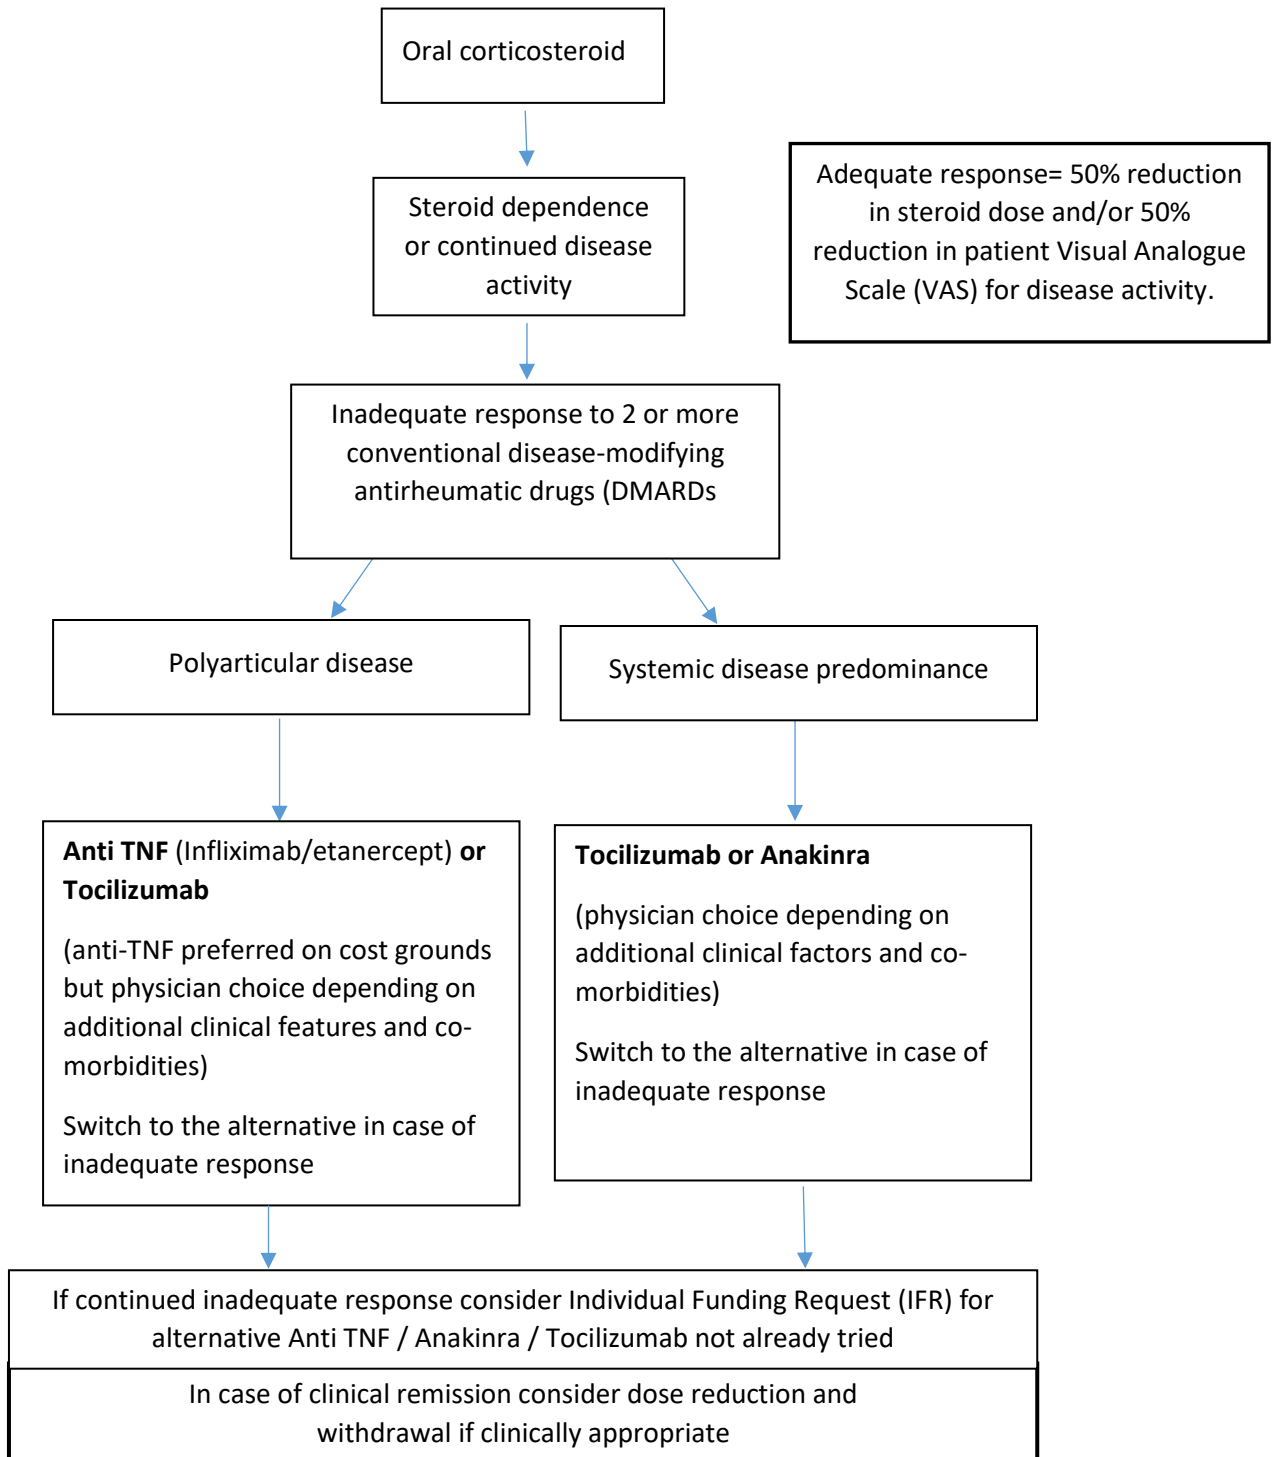 Oral corticosteroid
Steroid dependence
or continued disease
activity
Adequate response= 50% reduction
in steroid dose and/or 50%
reduction in patient Visual Analogue
Scale (VAS) for disease activity.
Inadequate response to 2 or more
conventional disease-modifying
antirheumatic drugs (DMARDs
Polyarticular disease
Systemic disease predominance
Anti TNF (Infliximab/etanercept) or
Tocilizumab
(anti-TNF preferred on cost grounds
but physician choice depending on
additional clinical features and co-
morbidities)
Switch to the alternative in case of
inadequate response
Tocilizumab or Anakinra
(physician choice depending on
additional clinical factors and co-
morbidities)
Switch to the alternative in case of
inadequate response
If continued inadequate response consider Individual Funding Request (IFR) for
alternative Anti TNF / Anakinra / Tocilizumab not already tried
In case of clinical remission consider dose reduction and
withdrawal if clinically appropriate